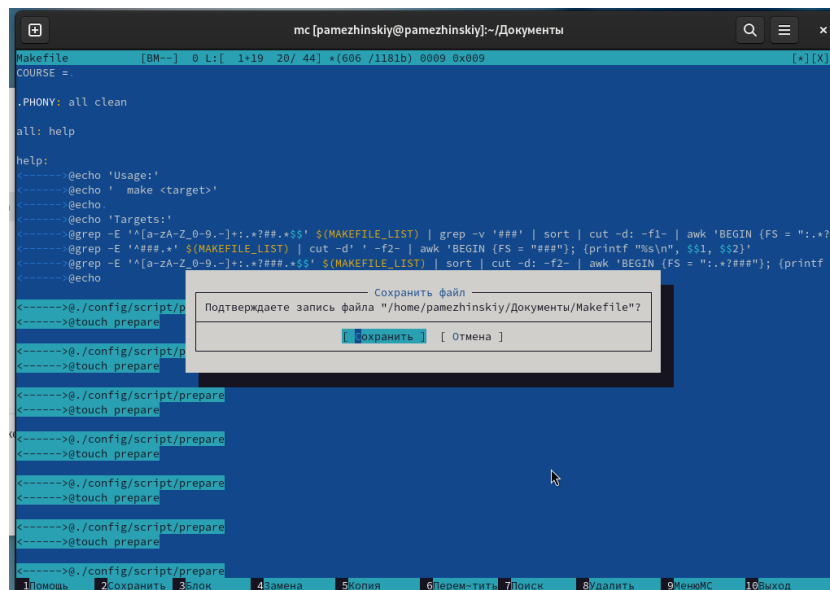 mc [pamezhinskiy@pamezhinskiy]:~/Документы
Makefile [BM--] 0 L:[ 1+19 20/ 44] *(606 /1181b) 0009 0x009 [*][X]
COURSE =.
.PHONY: all clean
all: help
help:
<------>@echo 'Usage:'
<------>@echo ' make <target>'
<------>@echo.
<------>@echo 'Targets:'
<------>@grep -E '^[a-zA-Z_0-9.-]+:.*?##.*$$' $(MAKEFILE_LIST) | grep -v '###' | sort | cut -d: -f1- | awk 'BEGIN {FS = ":.*?
<------>@grep -E '^###.*' $(MAKEFILE_LIST) | cut -d' ' -f2- | awk 'BEGIN {FS = "###"}; {printf "%s\n", $$1, $$2}'
<------>@grep -E '^[a-zA-Z_0-9.-]+:.*?###.*$$' $(MAKEFILE_LIST) | sort | cut -d: -f2- | awk 'BEGIN {FS = ":.*?###"}; {printf
<------>@echo
Сохранить файл
Подтверждаете запись файла "/home/pamezhinskiy/Документы/Makefile"?
[ Сохранить ] [ Отмена ]
<------>@./config/script/p
<------>@touch prepare
<------>@./config/script/p
<------>@touch prepare
<------>@./config/script/prepare
<------>@touch prepare
<------>@./config/script/prepare
<------>@touch prepare
<------>@./config/script/prepare
<------>@touch prepare
<------>@./config/script/prepare
<------>@touch prepare
<------>@./config/script/prepare
1Помощь 2Сохранить 3Блок 4Замена 5Копия 6Перем~тить 7Поиск 8Удалить 9МенюMC 10Выход